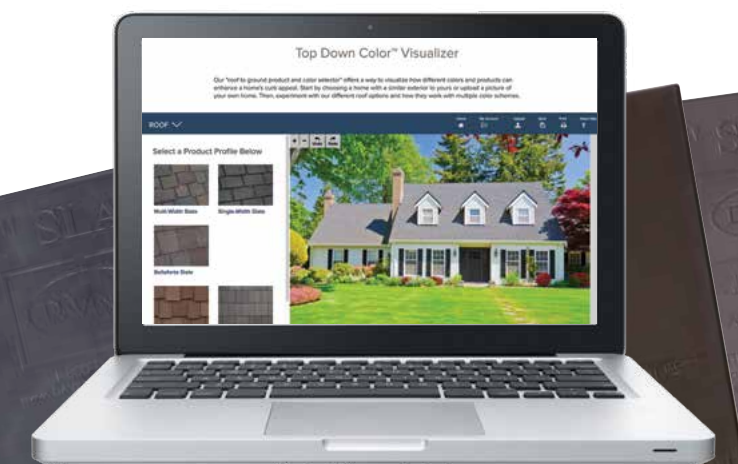 Top Down Color™ Visualizer
Our "roof to ground product and color selector" offers a way to visualize how different colors and products can
enhance a home's curb appeal. Start by choosing a home with a similar exterior to yours or upload a picture of
your own home. Then, experiment with our different roof options and how they work with multiple color schemes.
ROOF
Select a Product Profile Below
Multi-Width Slate Single-Width Slate
Bellaforte Slate